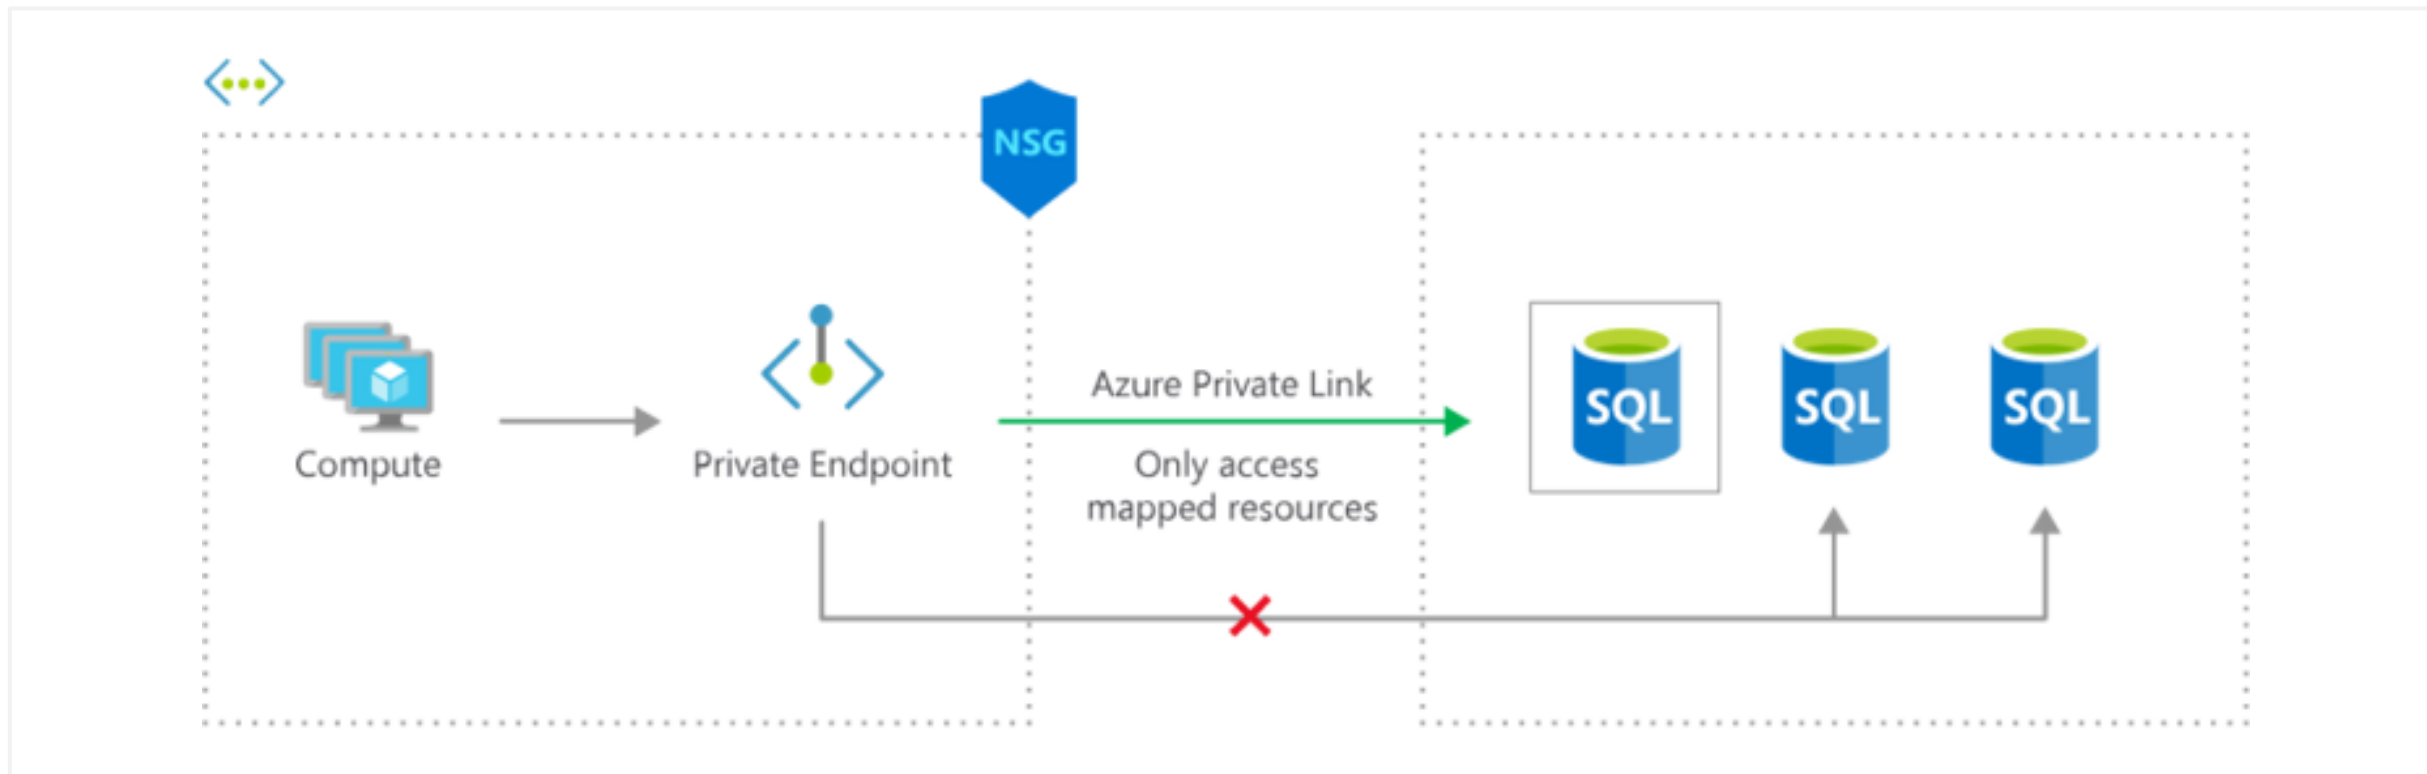 NSG
Compute
Private Endpoint
Azure Private Link
Only access
mapped resources
SQL
SQL
SQL